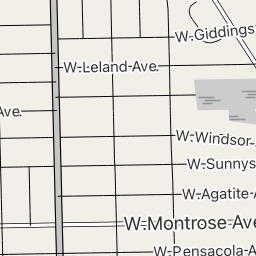 W. Giddings
W. Leland Ave.
Ave.
W. Windsor
W. Sunnys
W. Agatite A
W. Montrose Ave
W. Pensacola A